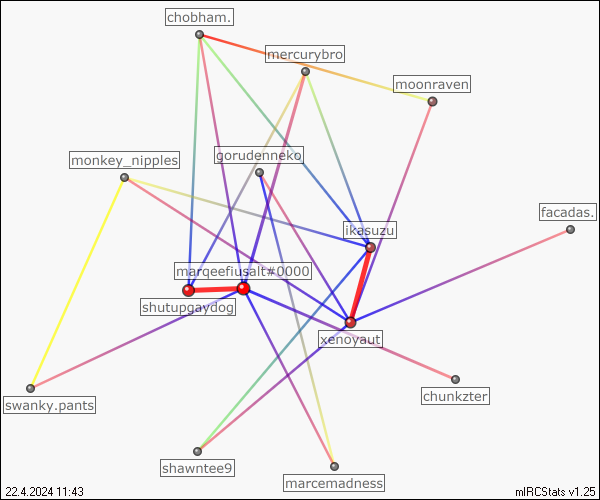 chobham.
mercurybro
moonraven
monkey_nipples
gorudenneko
facadas.
ikasuzu
marqeefiusalt#0000
shutupgaydog
xenoyaut
swanky.pants
chunkzter
shawntee9
marcemadness
22.4.2024 11:43
mIRCStats v1.25